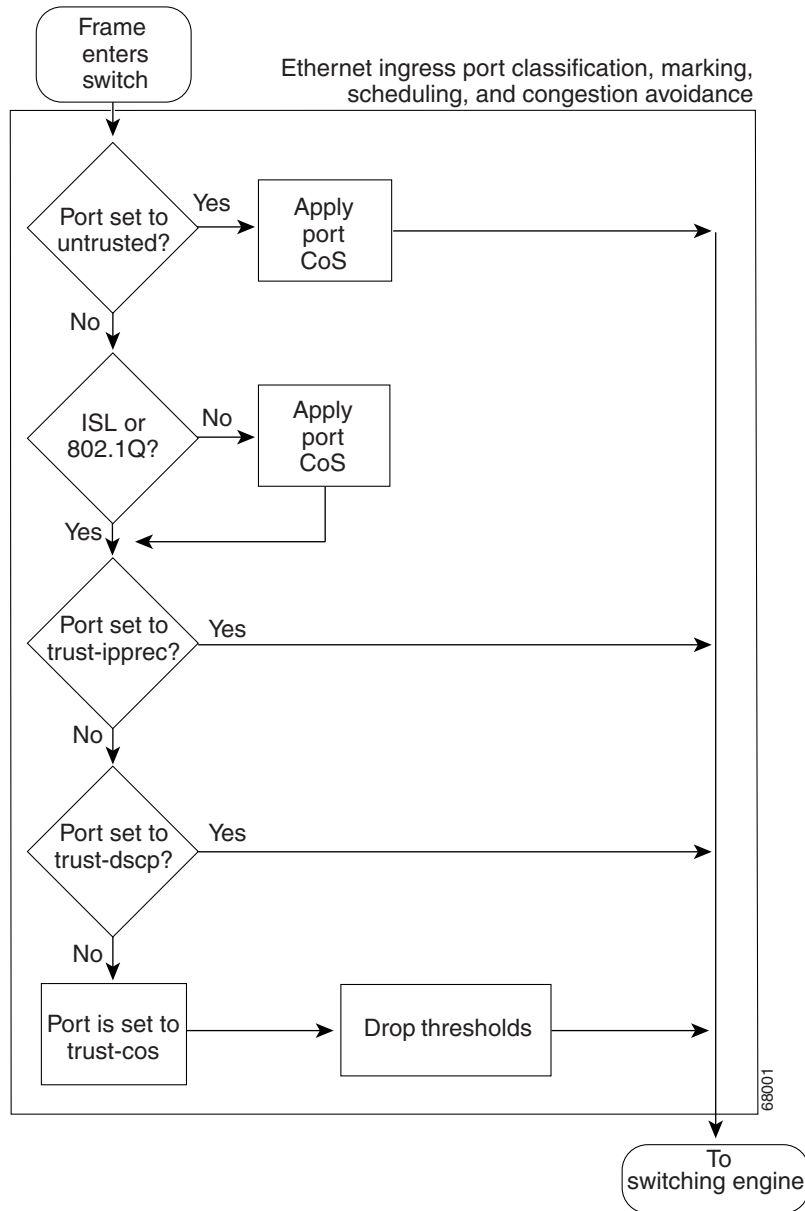 Frame
enters
switch
Ethernet ingress port classification, marking,
scheduling, and congestion avoidance
Port set to
untrusted?
Yes
Apply
port
CoS
No
ISL or
802.1Q?
No
Apply
port
CoS
Yes
Port set to
trust-ipprec?
Yes
No
Port set to
trust-dscp?
Yes
No
Port is set to
trust-cos
Drop thresholds
68001
To
switching engine